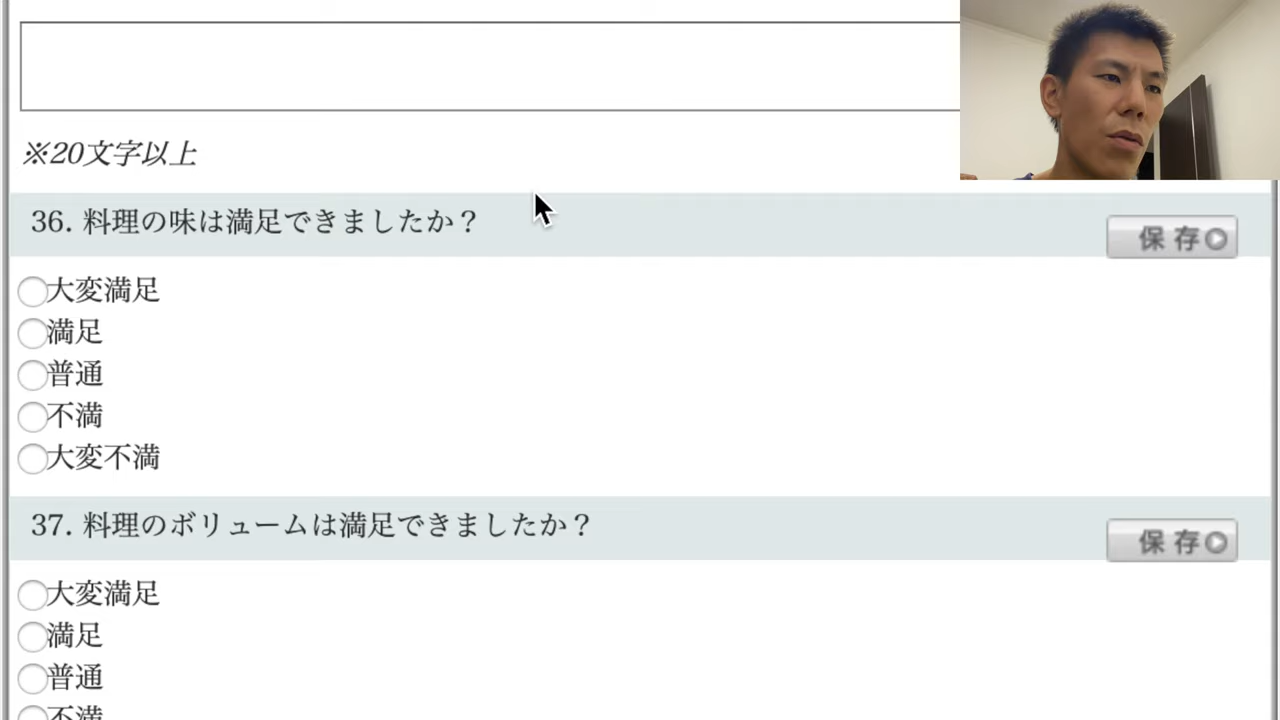 ※20文字以上
36. 料理の味は満足できましたか？
保存
大変満足
満足
普通
不満
大変不満
37. 料理のボリュームは満足できましたか？
保存
大変満足
満足
普通
不満